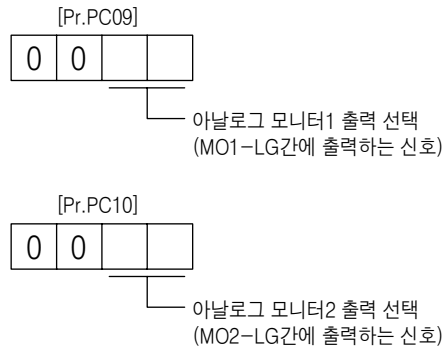 [Pr.PC09]
0 0
아날로그 모니터1 출력 선택
(MO1-LG간에 출력하는 신호)
[Pr.PC10]
0 0
아날로그 모니터2 출력 선택
(MO2-LG간에 출력하는 신호)